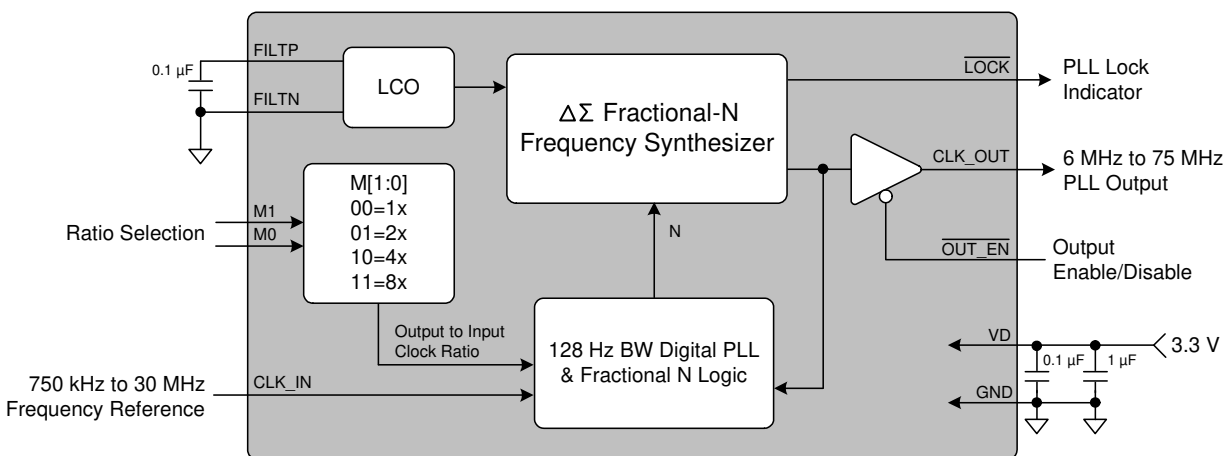 FILTP
0.1 µF
FILTN
LCO
ΔΣ Fractional-N
Frequency Synthesizer
LOCK
PLL Lock
Indicator
CLK_OUT
6 MHz to 75 MHz
PLL Output
M[1:0]
00=1x
01=2x
10=4x
11=8x
Ratio Selection
M1
M0
N
OUT_EN
Output
Enable/Disable
Output to Input
Clock Ratio
128 Hz BW Digital PLL
& Fractional N Logic
750 kHz to 30 MHz
Frequency Reference
CLK_IN
VD
0.1 µF
1 µF
3.3 V
GND